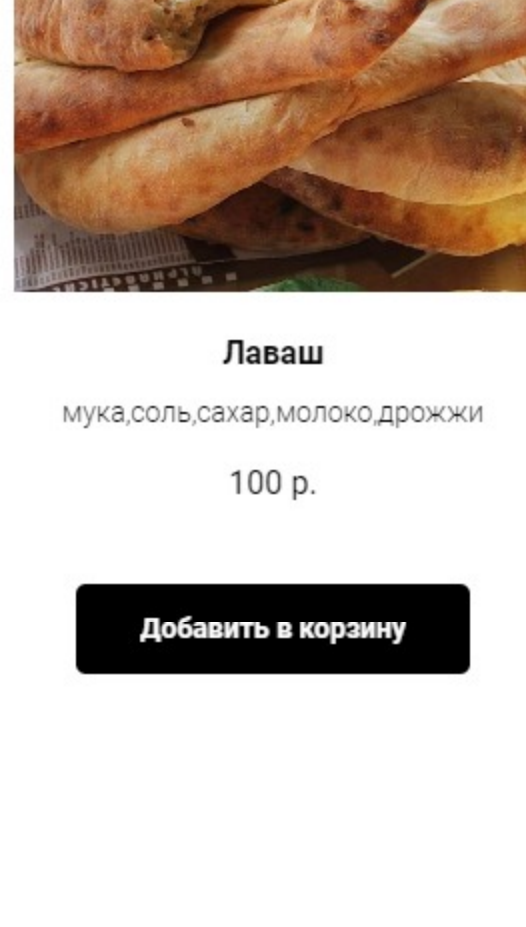 Лаваш
мука,соль,сахар,молоко,дрожжи
100 р.
Добавить в корзину